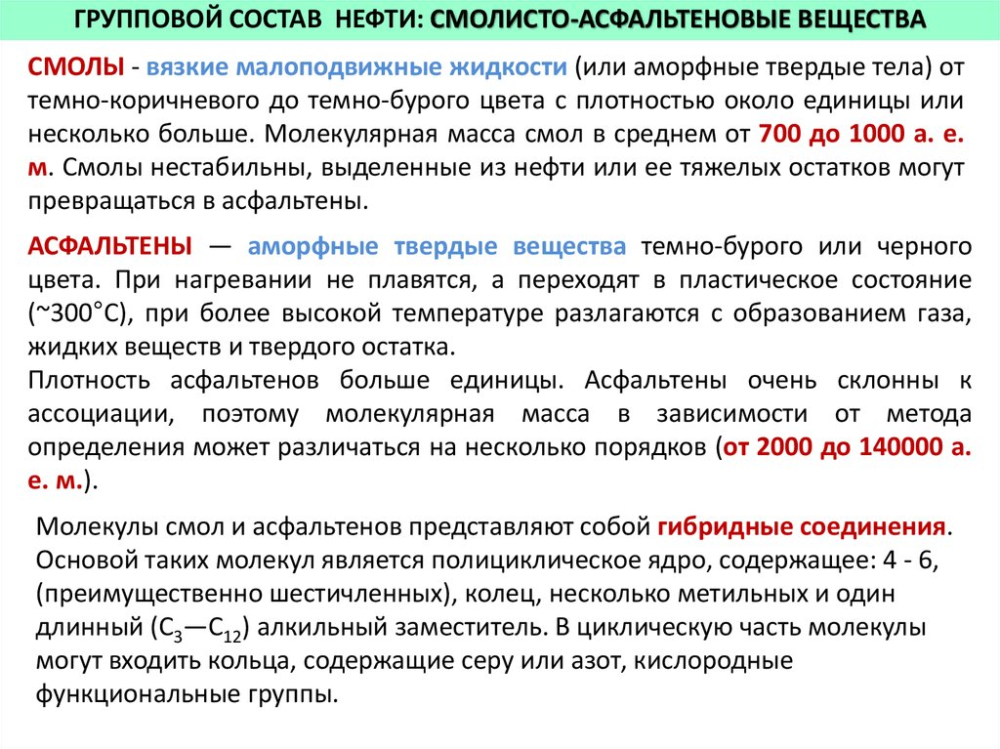 ГРУППОВОЙ СОСТАВ НЕФТИ: СМОЛИСТО-АСФАЛЬТЕНОВЫЕ ВЕЩЕСТВА
СМОЛЫ - вязкие малоподвижные жидкости (или аморфные твердые тела) от
темно-коричневого до темно-бурого цвета с плотностью около единицы или
несколько больше. Молекулярная масса смол в среднем от 700 до 1000 а. е.
м. Смолы нестабильны, выделенные из нефти или ее тяжелых остатков могут
превращаться в асфальтены.
АСФАЛЬТЕНЫ — аморфные твердые вещества темно-бурого или черного
цвета. При нагревании не плавятся, а переходят в пластическое состояние
(~300°С), при более высокой температуре разлагаются с образованием газа,
жидких веществ и твердого остатка.
Плотность асфальтенов больше единицы. Асфальтены очень склонны к
ассоциации, поэтому молекулярная масса в зависимости от метода
определения может различаться на несколько порядков (от 2000 до 140000 а.
е. м.).
Молекулы смол и асфальтенов представляют собой гибридные соединения.
Основой таких молекул является полициклическое ядро, содержащее: 4 - 6,
(преимущественно шестичленных), колец, несколько метильных и один
длинный (С₃—С₁₂) алкильный заместитель. В циклическую часть молекулы
могут входить кольца, содержащие серу или азот, кислородные
функциональные группы.